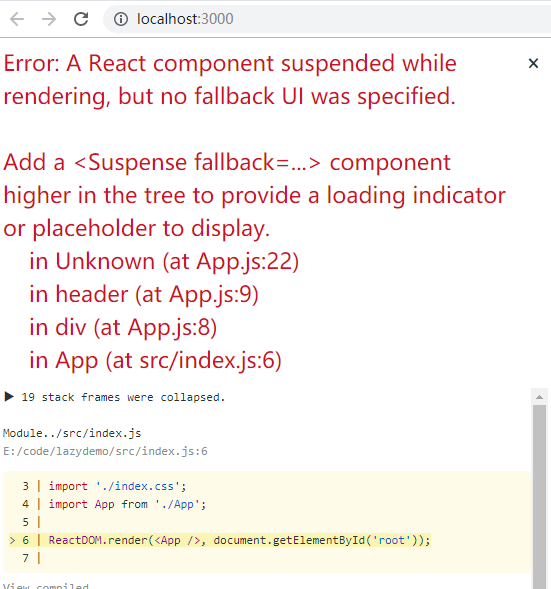 localhost:3000
Error: A React component suspended while
rendering, but no fallback UI was specified.
Add a <Suspense fallback=...> component
higher in the tree to provide a loading indicator
or placeholder to display.
in Unknown (at App.js:22)
in header (at App.js:9)
in div (at App.js:8)
in App (at src/index.js:6)
▶ 19 stack frames were collapsed.
Module../src/index.js
E:/code/lazydemo/src/index.js:6
3 | import './index.css';
4 | import App from './App';
5 |
> 6 | ReactDOM.render(<App />, document.getElementById('root'));
7 |
View compiled